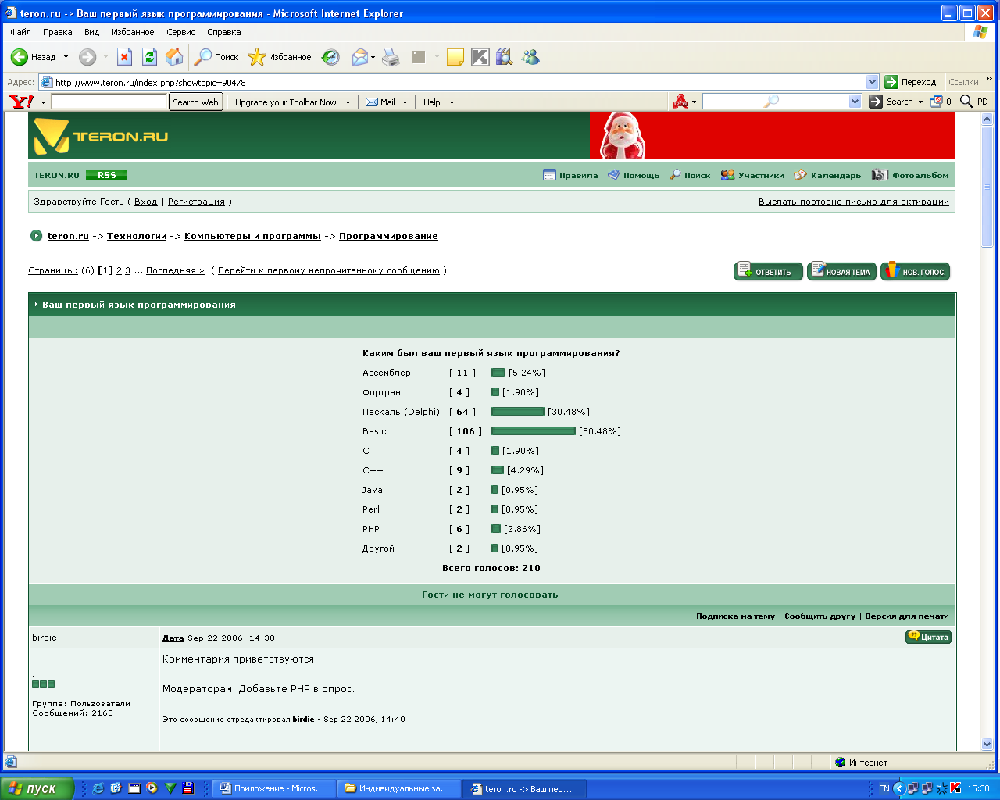 teron.ru -> Ваш первый язык программирования - Microsoft Internet Explorer
Файл Правка Вид Избранное Сервис Справка
Назад Поиск Избранное
Адрес: http://www.teron.ru/index.php?showtopic=90478 Переход Ссылки »
Y! Search Web Upgrade your Toolbar Now Mail Help Search 0 PD
TERON.RU
TERON.RU RSS Правила Помощь Поиск Участники Календарь Фотоальбом
Здравствуйте Гость ( Вход | Регистрация ) Выслать повторно письмо для активации
teron.ru -> Технологии -> Компьютеры и программы -> Программирование
Страницы: (6) [1] 2 3 ... Последняя » ( Перейти к первому непрочитанному сообщению ) ОТВЕТИТЬ НОВАЯ ТЕМА НОВ. ГОЛОС.
Ваш первый язык программирования
Каким был ваш первый язык программирования?
Ассемблер [ 11 ] [5.24%]
Фортран [ 4 ] [1.90%]
Паскаль (Delphi) [ 64 ] [30.48%]
Basic [ 106 ] [50.48%]
C [ 4 ] [1.90%]
C++ [ 9 ] [4.29%]
Java [ 2 ] [0.95%]
Perl [ 2 ] [0.95%]
PHP [ 6 ] [2.86%]
Другой [ 2 ] [0.95%]
Всего голосов: 210
Гости не могут голосовать
Подписка на тему | Сообщить другу | Версия для печати
birdie Дата Sep 22 2006, 14:38 Цитата
Комментария приветствуются.
.
Модераторам: Добавьте PHP в опрос.
Группа: Пользователи
Сообщений: 2160
Это сообщение отредактировал birdie - Sep 22 2006, 14:40
Интернет
пуск Приложение - Micros... Индивидуальные за... teron.ru -> Ваш пер... EN 15:30